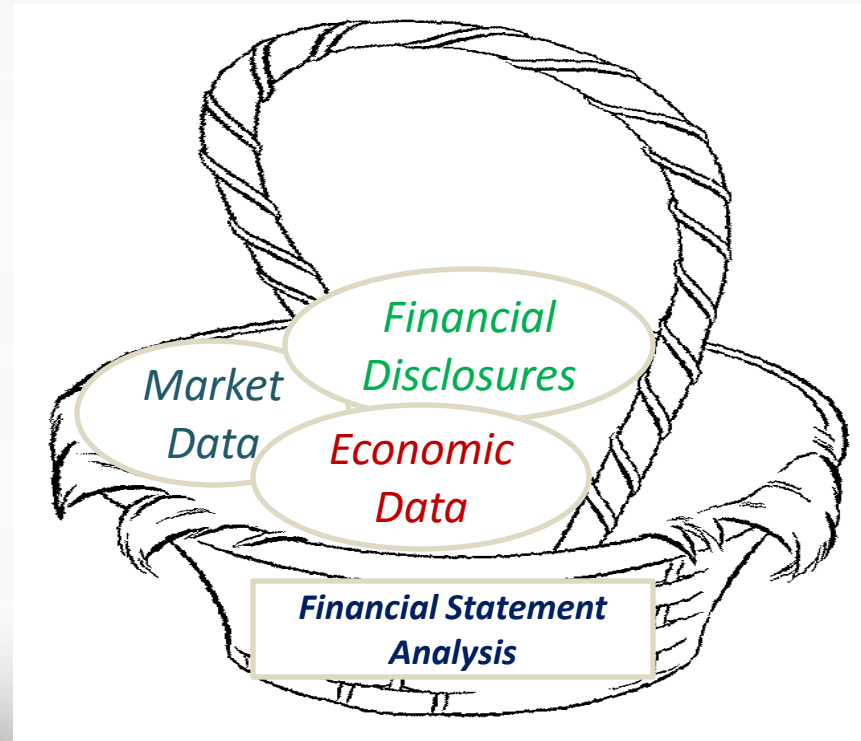 Financial
Disclosures
Market
Data
Economic
Data
Financial Statement
Analysis